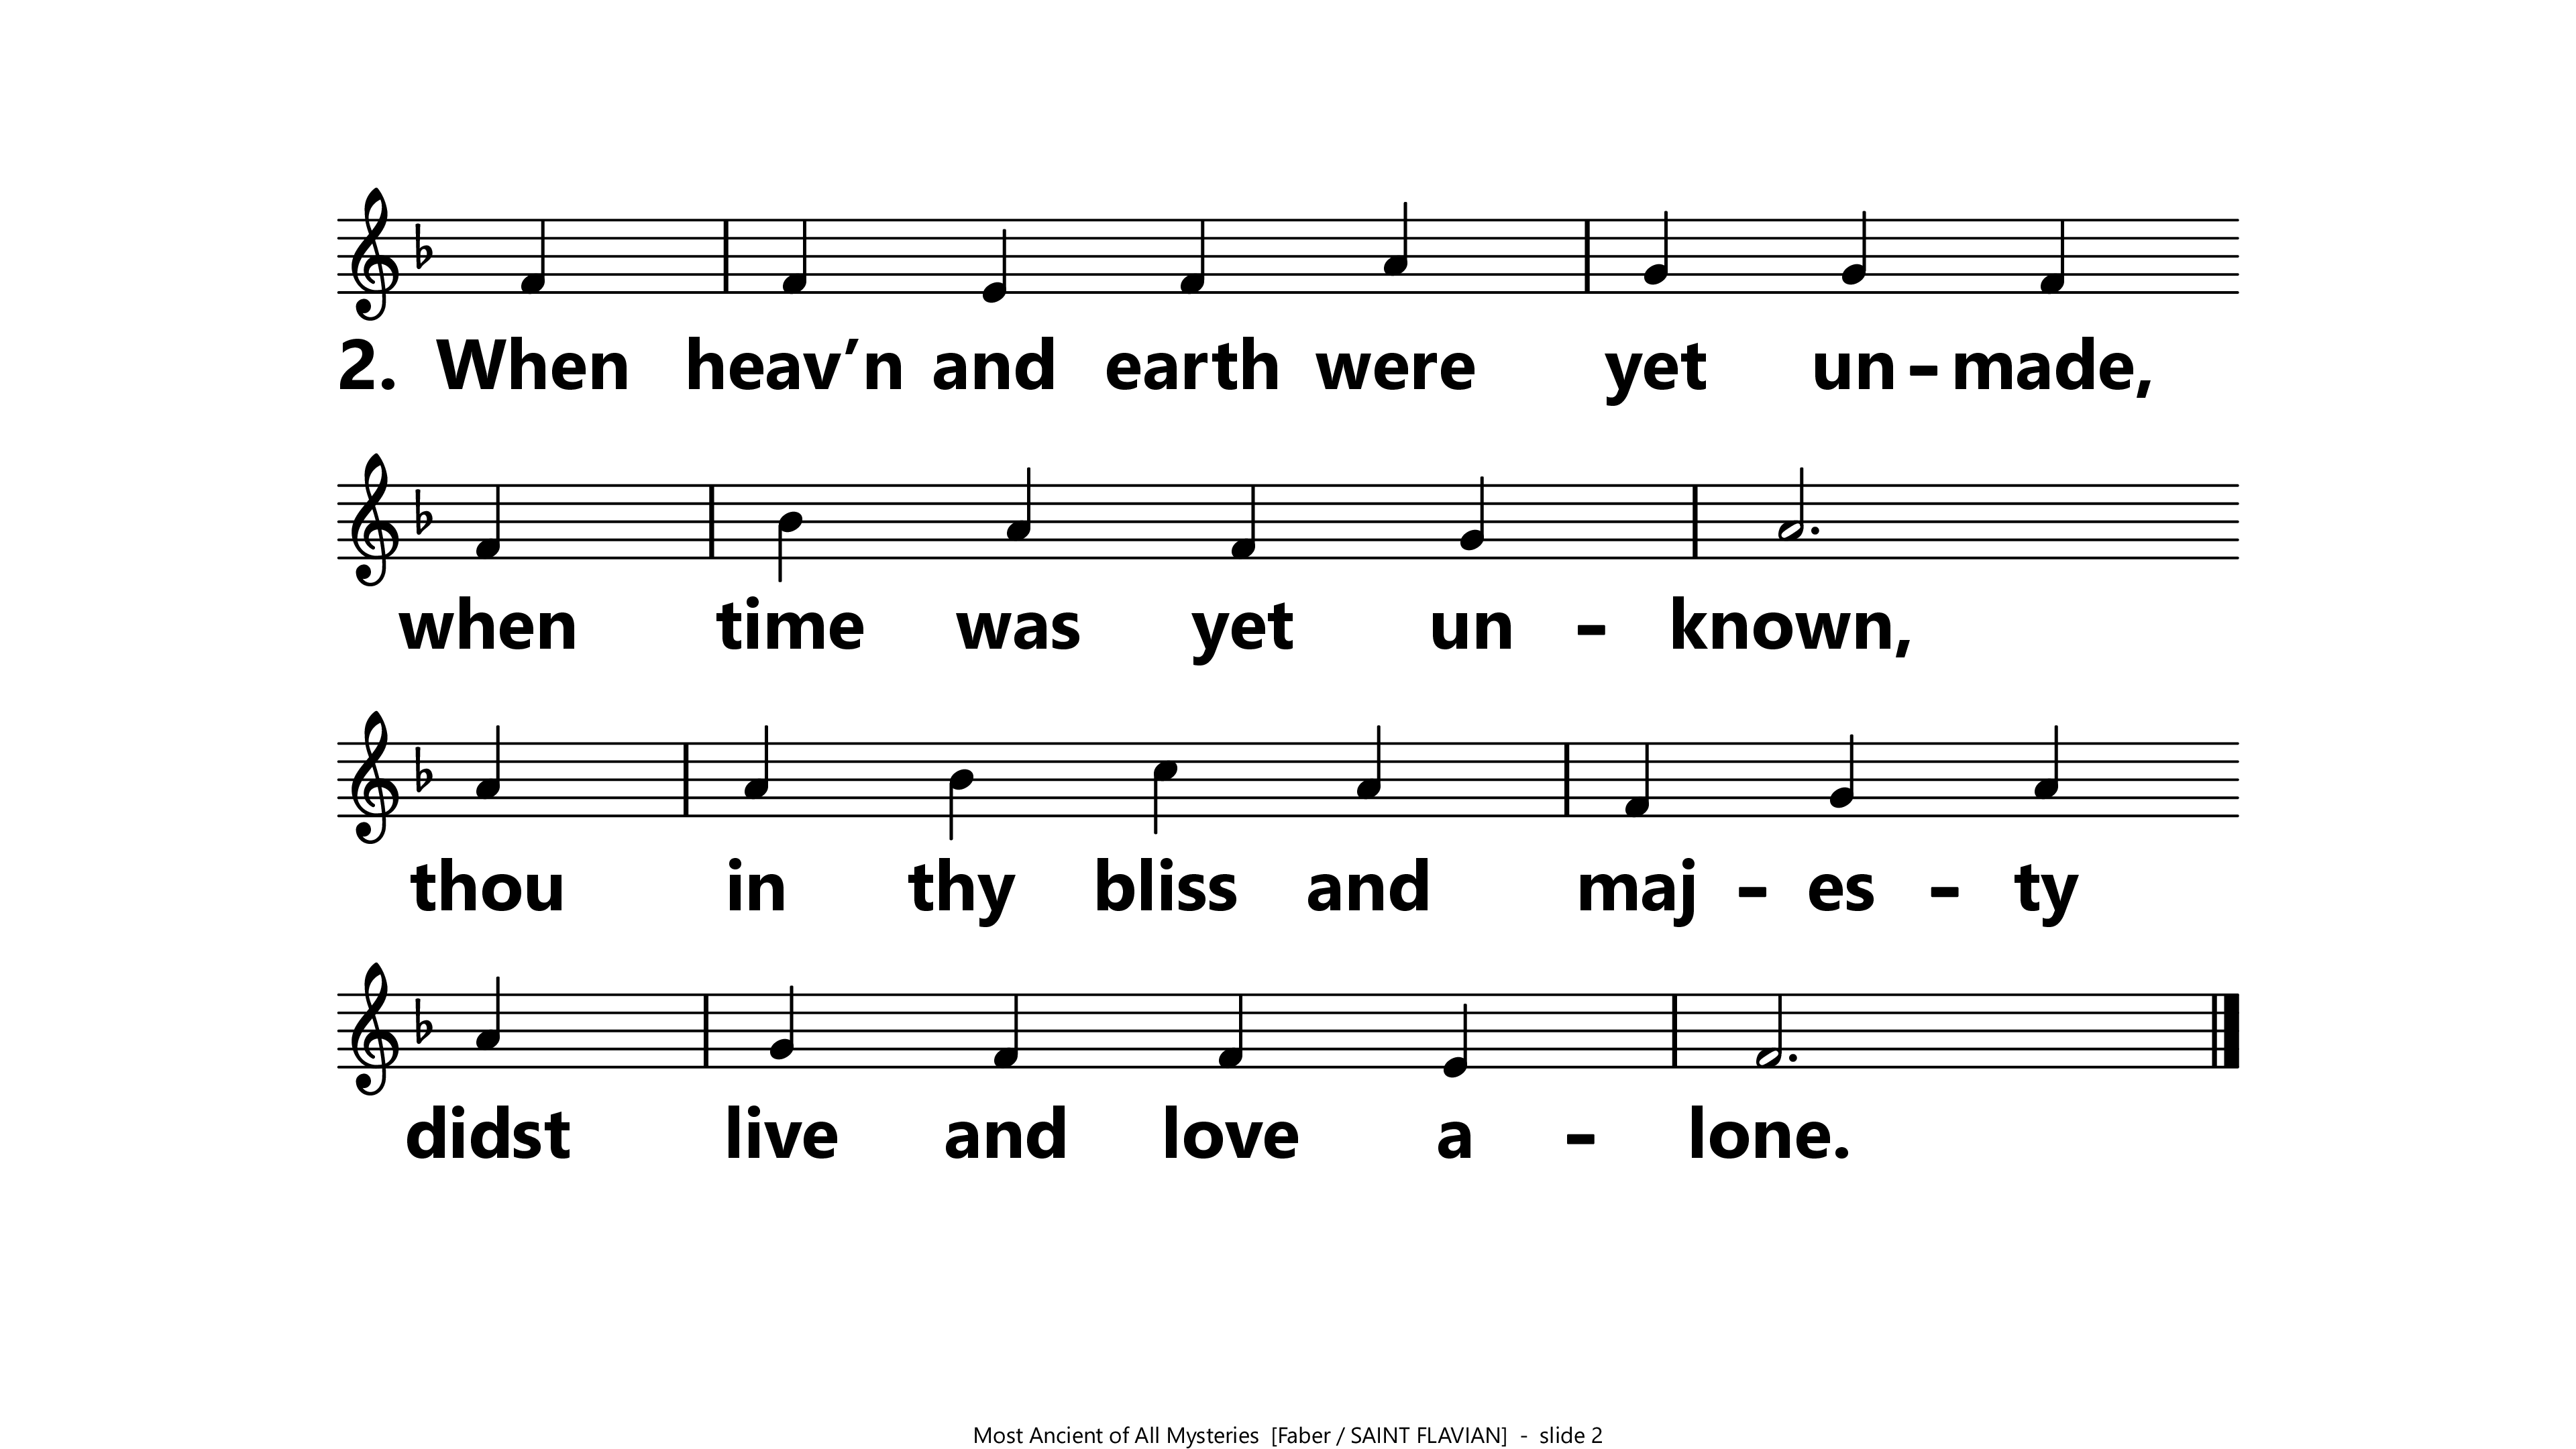 2. When heav’n and earth were yet un-made,
when time was yet un - known,
thou in thy bliss and maj - es - ty
didst live and love a - lone.
Most Ancient of All Mysteries [Faber / SAINT FLAVIAN] - slide 2